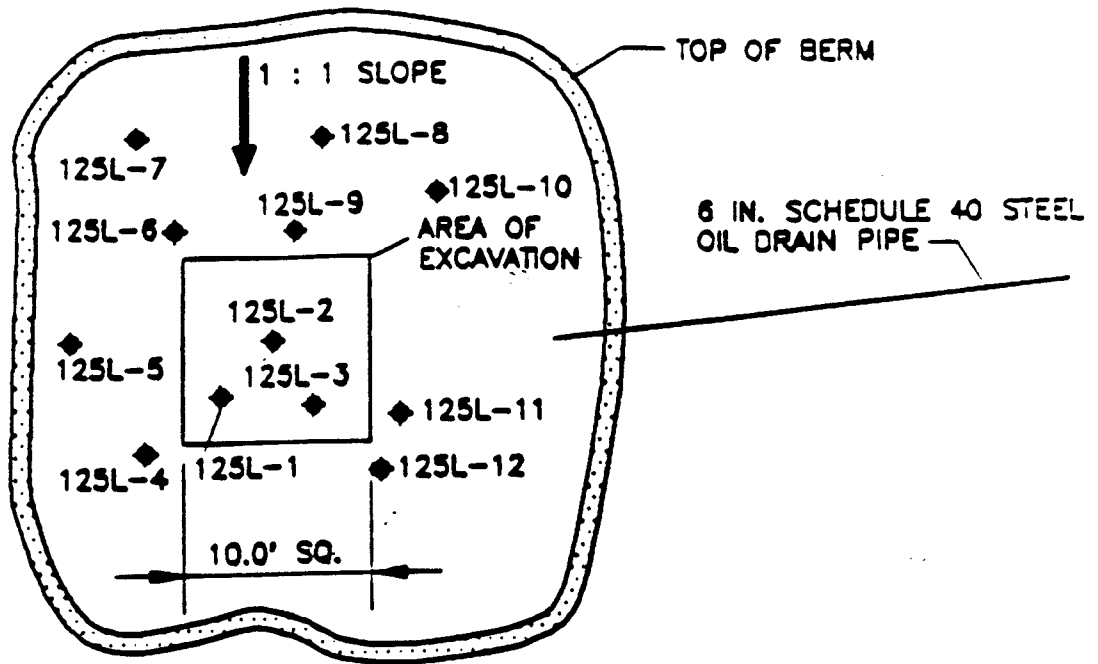 TOP OF BERM
1 : 1 SLOPE
125L-8
125L-7
125L-10
125L-9
6 IN. SCHEDULE 40 STEEL
OIL DRAIN PIPE
125L-6
AREA OF
EXCAVATION
125L-2
125L-5
125L-3
125L-11
125L-4
125L-1
125L-12
10.0' SQ.